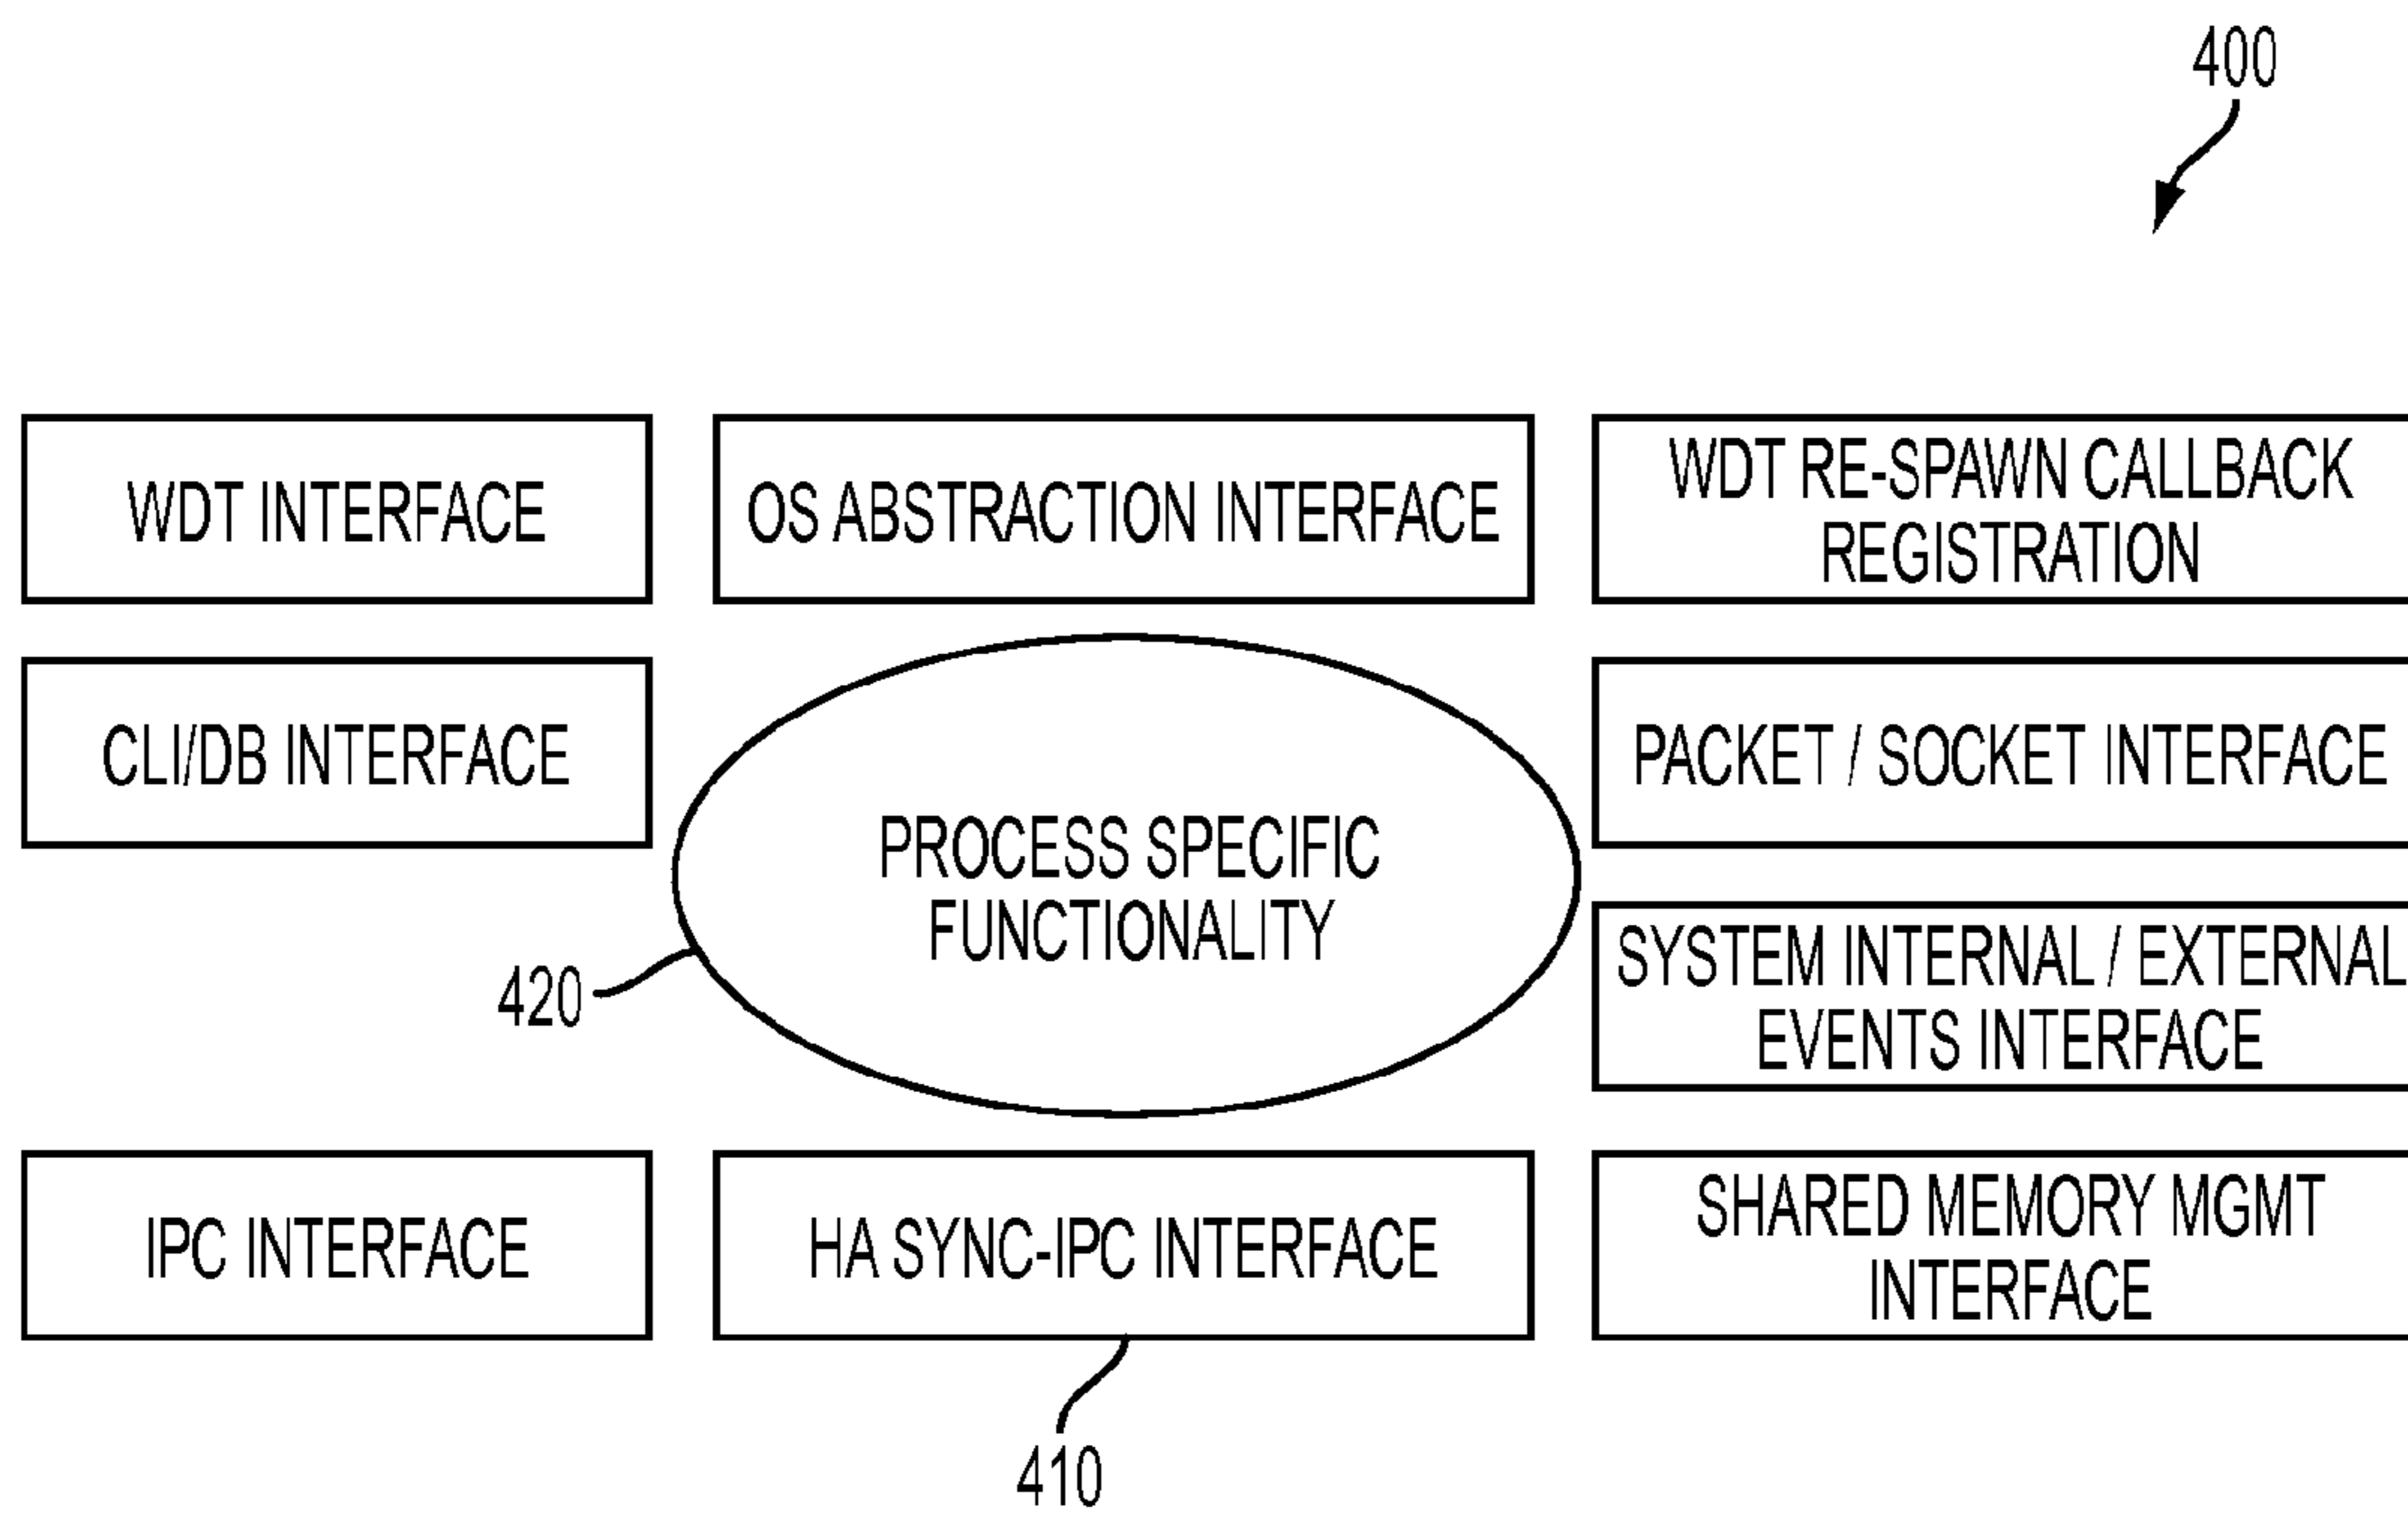 400
WDT INTERFACE
OS ABSTRACTION INTERFACE
WDT RE-SPAWN CALLBACK
REGISTRATION
CLI/DB INTERFACE
PACKET / SOCKET INTERFACE
PROCESS SPECIFIC
FUNCTIONALITY
420
SYSTEM INTERNAL / EXTERNAL
EVENTS INTERFACE
IPC INTERFACE
HA SYNC-IPC INTERFACE
SHARED MEMORY MGMT
INTERFACE
410